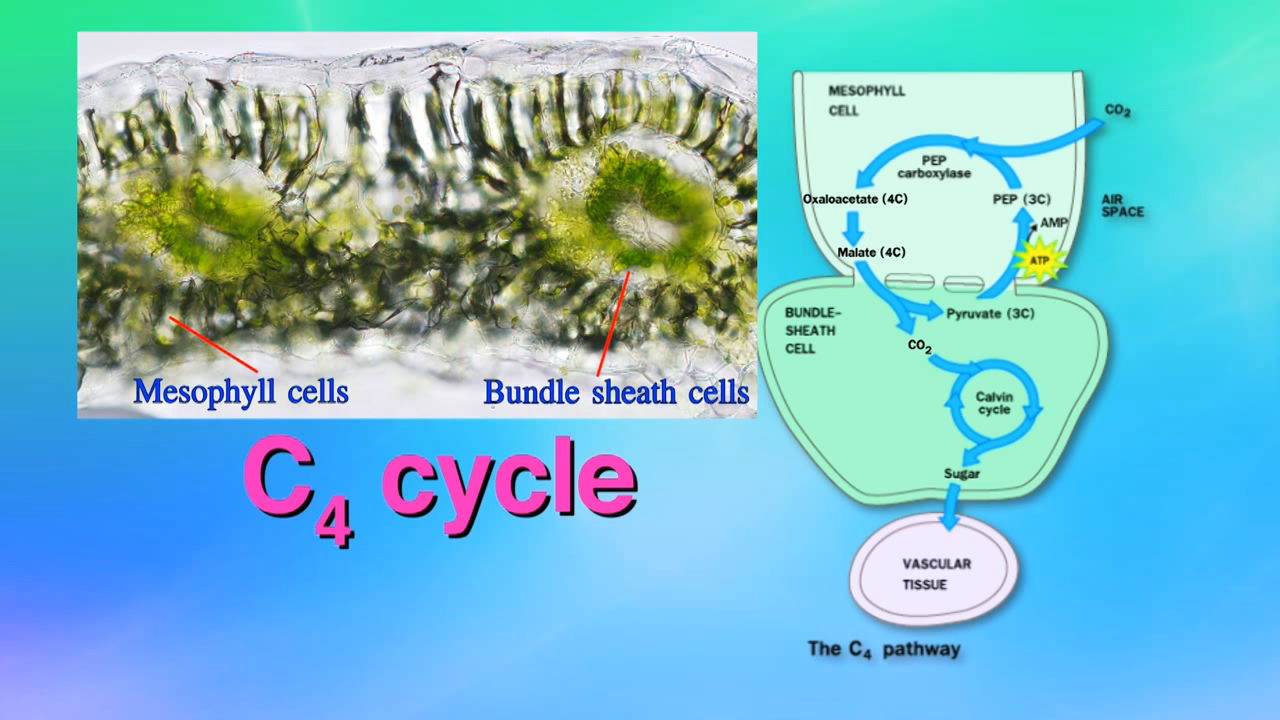 Mesophyll cells
Bundle sheath cells
C₄ cycle
MESOPHYLL
CELL
CO₂
PEP
carboxylase
Oxaloacetate (4C)
PEP (3C)
AIR
SPACE
AMP
Malate (4C)
ATP
BUNDLE–
SHEATH
CELL
Pyruvate (3C)
CO₂
Calvin
cycle
Sugar
VASCULAR
TISSUE
The C₄ pathway